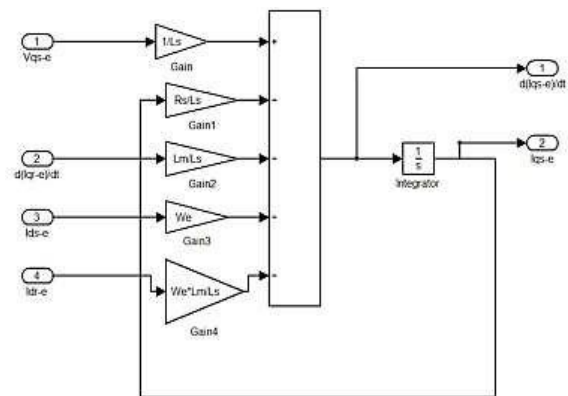 1
Vqs-e
1/Ls
Gain
+
Rs/Ls
Gain1
-
2
d(Iqr-e)/dt
Lm/Ls
Gain2
-
3
Ids-e
We
Gain3
-
4
Idr-e
We*Lm/Ls
Gain4
-
1
s
Integrator
1
d(Iqs-e)/dt
2
Iqs-e